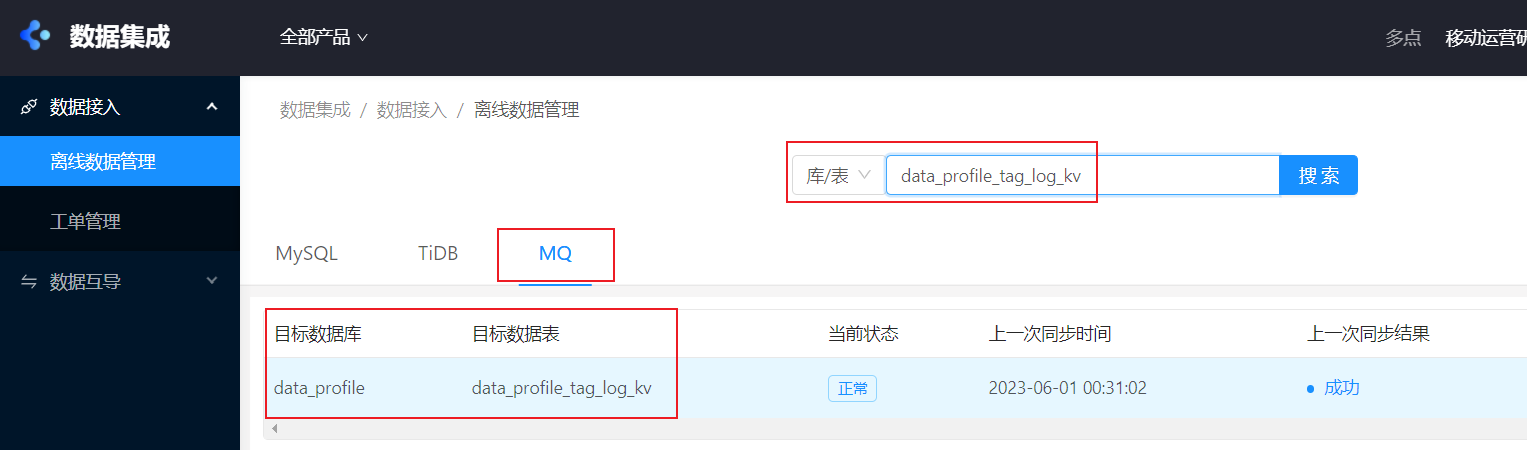 数据集成
全部产品
多点
移动运营研
数据接入
离线数据管理
工单管理
数据互导
数据集成 / 数据接入 / 离线数据管理
库/表 data_profile_tag_log_kv 搜 索
MySQL TiDB MQ
目标数据库 目标数据表 当前状态 上一次同步时间 上一次同步结果
data_profile data_profile_tag_log_kv 正常 2023-06-01 00:31:02 成功